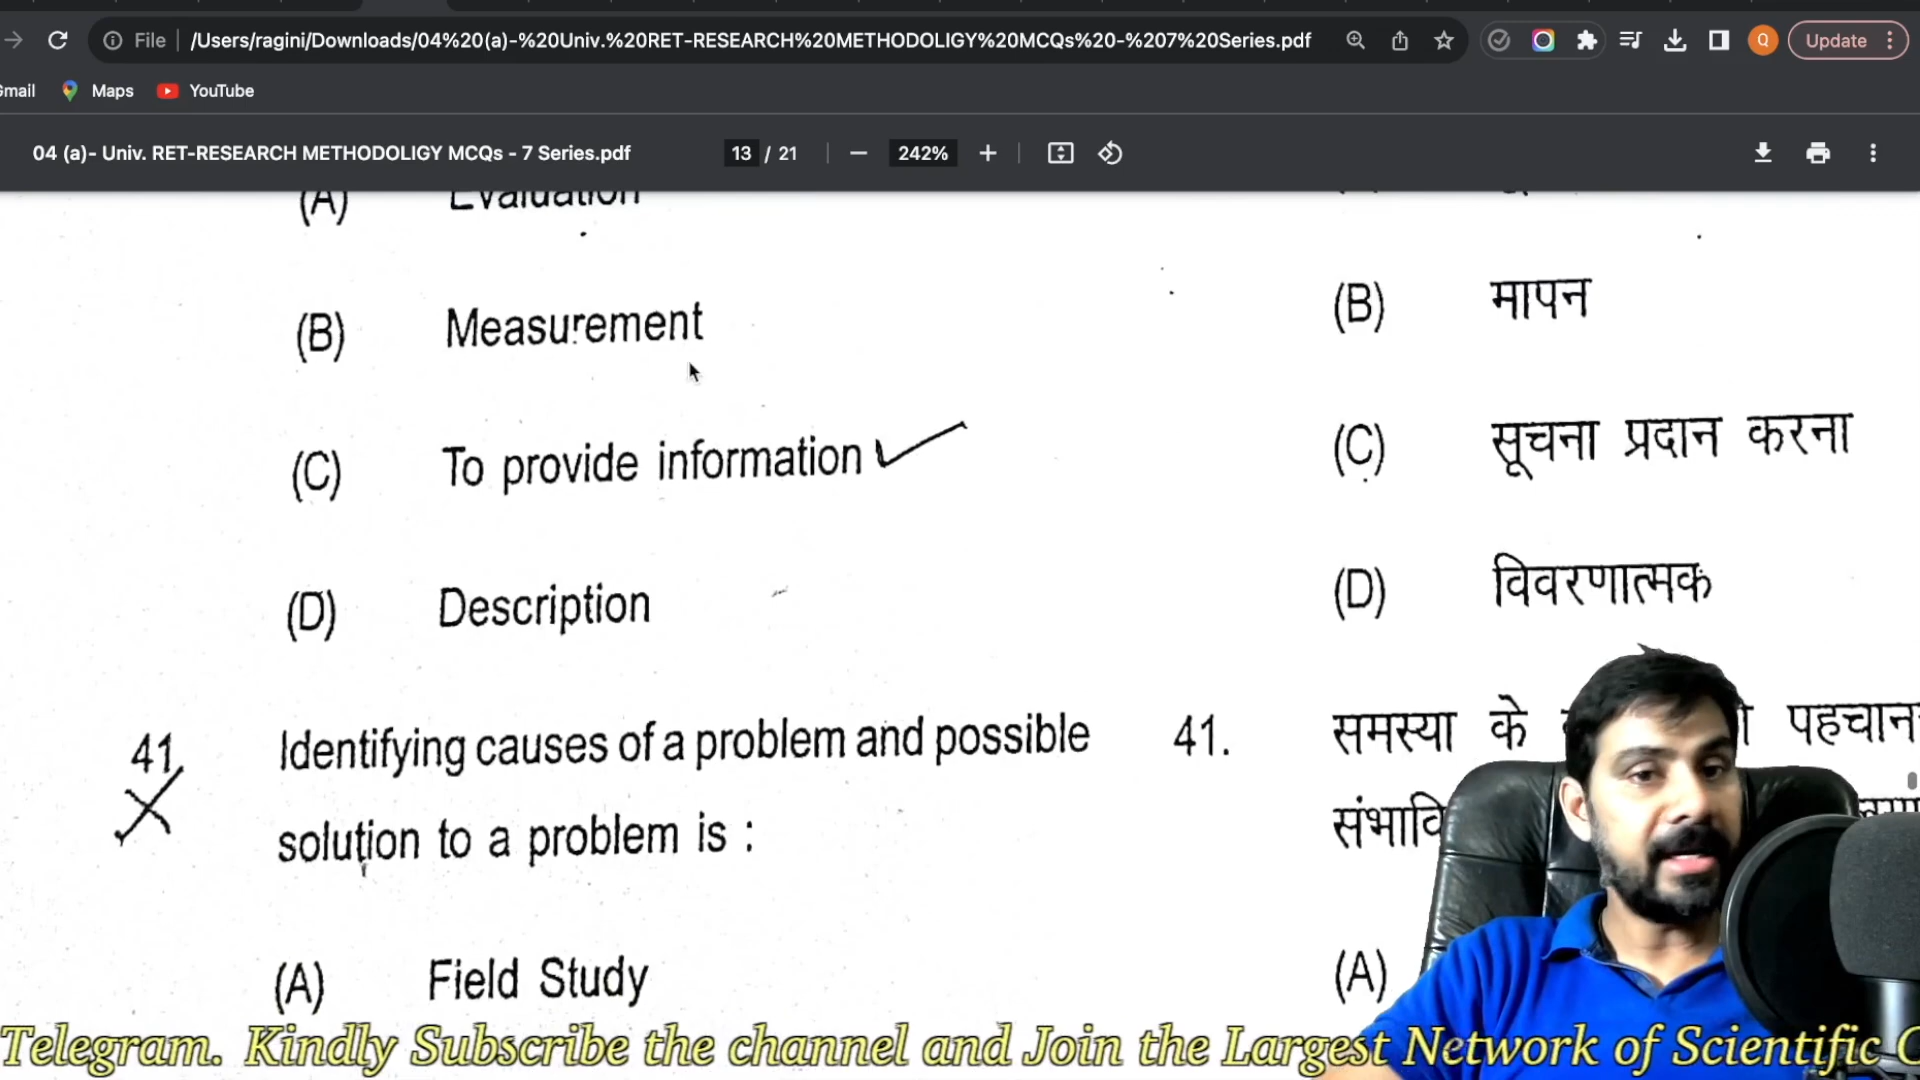 File
/Users/ragini/Downloads/04%20(a)-%20Univ.%20RET-RESEARCH%20METHODOLIGY%20MCQs%20-%207%20Series.pdf
Q
Update
Maps
YouTube
04 (a)- Univ. RET-RESEARCH METHODOLIGY MCQs - 7 Series.pdf
13 / 21
242%
(A) Evaluation
(B) Measurement
(C) To provide information
(D) Description
41. Identifying causes of a problem and possible
solution to a problem is :
(A) Field Study
(B) मापन
(C) सूचना प्रदान करना
(D) विवरणात्मक
41. समस्या के
(A)
Telegram. Kindly Subscribe the channel and Join the Largest Network of Scientific